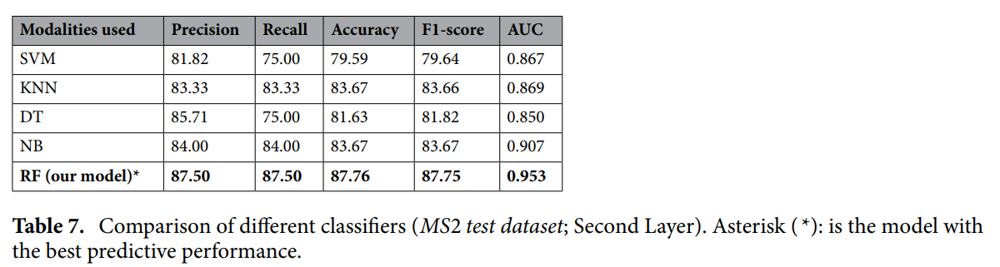 Modalities used Precision Recall Accuracy F1-score AUC
SVM 81.82 75.00 79.59 79.64 0.867
KNN 83.33 83.33 83.67 83.66 0.869
DT 85.71 75.00 81.63 81.82 0.850
NB 84.00 84.00 83.67 83.67 0.907
RF (our model)* 87.50 87.50 87.76 87.75 0.953
Table 7. Comparison of different classifiers (MS2 test dataset; Second Layer). Asterisk (*): is the model with
the best predictive performance.